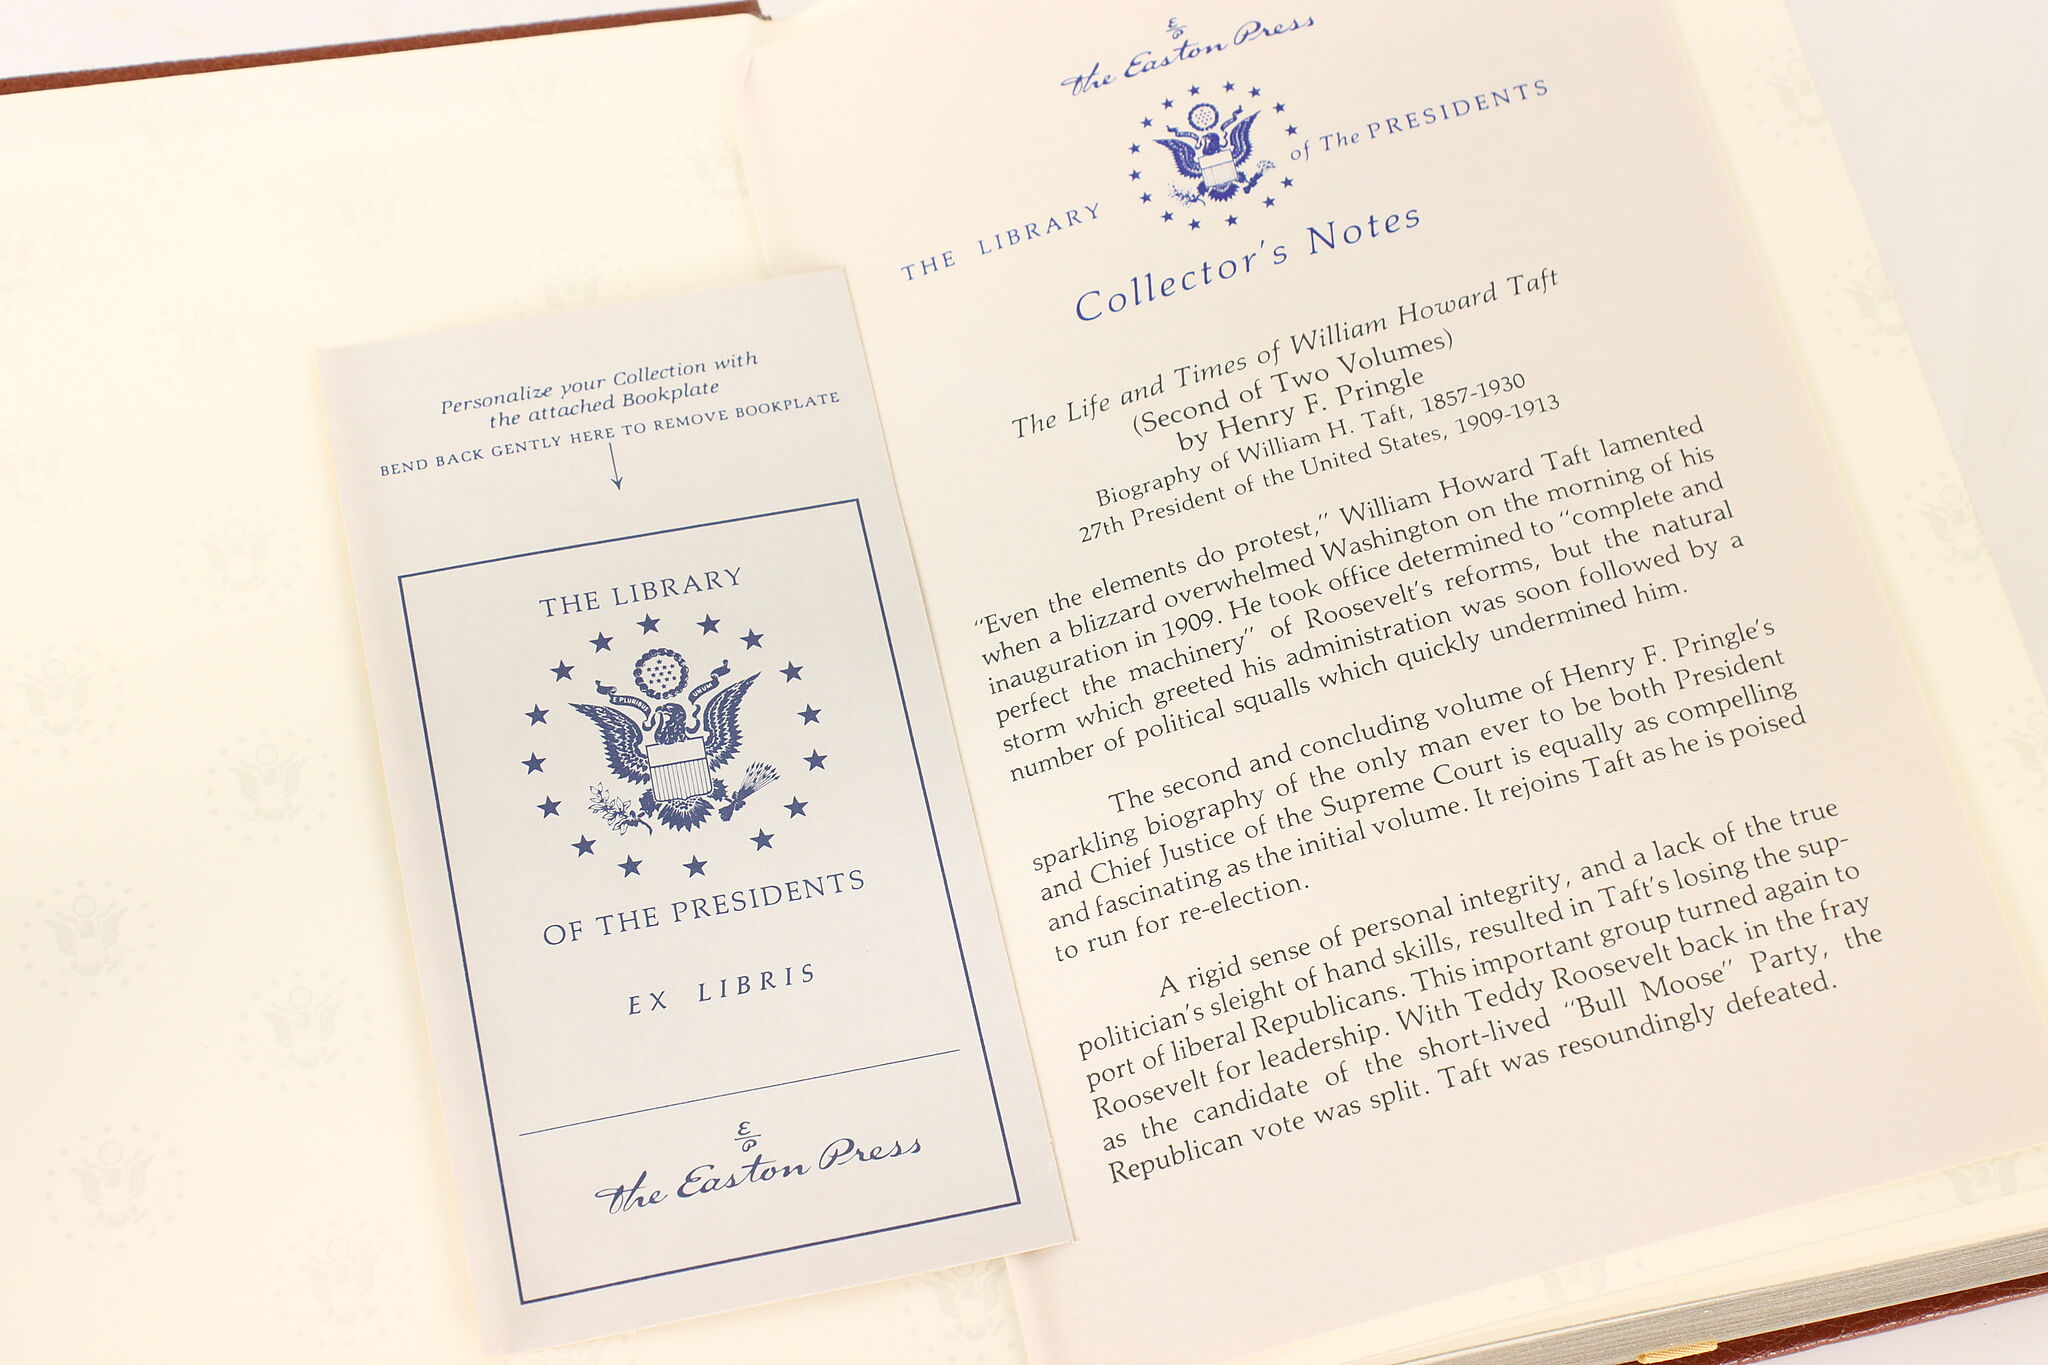 Personalize your Collection with
the attached Bookplate
BEND BACK GENTLY HERE TO REMOVE BOOKPLATE
THE LIBRARY
E PLURIBUS UNUM
OF THE PRESIDENTS
EX LIBRIS
E
P
The Easton Press
E
P
The Easton Press
THE LIBRARY of The PRESIDENTS
Collector's Notes
The Life and Times of William Howard Taft
(Second of Two Volumes)
by Henry F. Pringle
Biography of William H. Taft, 1857-1930
27th President of the United States, 1909-1913
"Even the elements do protest," William Howard Taft lamented
when a blizzard overwhelmed Washington on the morning of his
inauguration in 1909. He took office determined to "complete and
perfect the machinery" of Roosevelt's reforms, but the natural
storm which greeted his administration was soon followed by a
number of political squalls which quickly undermined him.
The second and concluding volume of Henry F. Pringle's
sparkling biography of the only man ever to be both President
and Chief Justice of the Supreme Court is equally as compelling
and fascinating as the initial volume. It rejoins Taft as he is poised
to run for re-election.
A rigid sense of personal integrity, and a lack of the true
politician's sleight of hand skills, resulted in Taft's losing the sup-
port of liberal Republicans. This important group turned again to
Roosevelt for leadership. With Teddy Roosevelt back in the fray
as the candidate of the short-lived "Bull Moose" Party, the
Republican vote was split. Taft was resoundingly defeated.